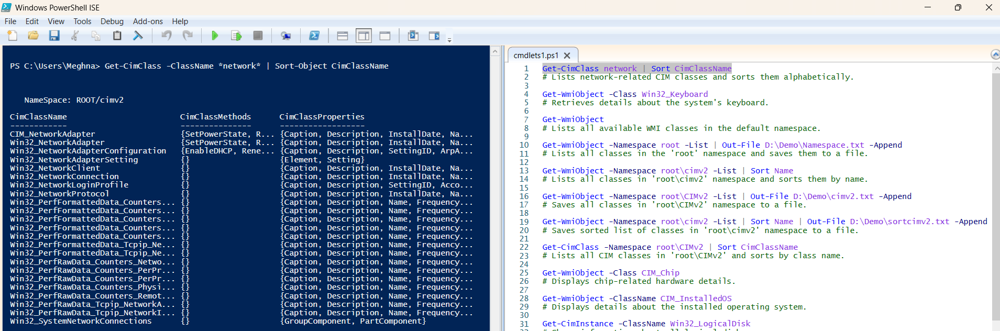 Windows PowerShell ISE
File Edit View Tools Debug Add-ons Help
PS C:\Users\Meghna> Get-CimClass -ClassName *network* | Sort-Object CimClassName
NameSpace: ROOT/cimv2
CimClassName CimClassMethods CimClassProperties
------------ --------------- ------------------
CIM_NetworkAdapter {SetPowerState, R... {Caption, Description, InstallDate, Na...
Win32_NetworkAdapter {SetPowerState, R... {Caption, Description, InstallDate, Na...
Win32_NetworkAdapterConfiguration {EnableDHCP, Rene... {Caption, Description, SettingID, ArpA...
Win32_NetworkAdapterSetting {} {Element, Setting}
Win32_NetworkClient {} {Caption, Description, InstallDate, Na...
Win32_NetworkConnection {} {Caption, Description, InstallDate, Na...
Win32_NetworkLoginProfile {} {Caption, Description, SettingID, Acco...
Win32_NetworkProtocol {} {Caption, Description, InstallDate, Na...
Win32_PerfFormattedData_Counters... {} {Caption, Description, Name, Frequency...
Win32_PerfFormattedData_Counters... {} {Caption, Description, Name, Frequency...
Win32_PerfFormattedData_Counters... {} {Caption, Description, Name, Frequency...
Win32_PerfFormattedData_Counters... {} {Caption, Description, Name, Frequency...
Win32_PerfFormattedData_Counters... {} {Caption, Description, Name, Frequency...
Win32_PerfFormattedData_Tcpip_Ne... {} {Caption, Description, Name, Frequency...
Win32_PerfFormattedData_Tcpip_Ne... {} {Caption, Description, Name, Frequency...
Win32_PerfRawData_Counters_Netwo... {} {Caption, Description, Name, Frequency...
Win32_PerfRawData_Counters_PerPr... {} {Caption, Description, Name, Frequency...
Win32_PerfRawData_Counters_PerPr... {} {Caption, Description, Name, Frequency...
Win32_PerfRawData_Counters_Physi... {} {Caption, Description, Name, Frequency...
Win32_PerfRawData_Counters_Remot... {} {Caption, Description, Name, Frequency...
Win32_PerfRawData_Tcpip_NetworkA... {} {Caption, Description, Name, Frequency...
Win32_PerfRawData_Tcpip_NetworkI... {} {Caption, Description, Name, Frequency...
Win32_SystemNetworkConnections {} {GroupComponent, PartComponent}
cmdlets1.ps1
1 Get-CimClass network | Sort CimClassName
2 # Lists network-related CIM classes and sorts them alphabetically.
3
4 Get-WmiObject -Class Win32_Keyboard
5 # Retrieves details about the system's keyboard.
6
7 Get-WmiObject
8 # Lists all available WMI classes in the default namespace.
9
10 Get-WmiObject -Namespace root -List | Out-File D:\Demo\Namespace.txt -Append
11 # Lists all classes in the 'root' namespace and saves them to a file.
12
13 Get-WmiObject -Namespace root\cimv2 -List | Sort Name
14 # Lists all classes in 'root\cimv2' namespace and sorts them by name.
15
16 Get-WmiObject -Namespace root\CIMv2 -List | Out-File D:\Demo\cimv2.txt -Append
17 # Saves all classes in 'root\CIMv2' namespace to a file.
18
19 Get-WmiObject -Namespace root\cimv2 -List | Sort Name | Out-File D:\Demo\sortcimv2.txt -Append
20 # Saves sorted list of classes in 'root\cimv2' namespace to a file.
21
22 Get-CimClass -Namespace root\CIMv2 | Sort CimClassName
23 # Lists all CIM classes in 'root\CIMv2' and sorts by class name.
24
25 Get-WmiObject -Class CIM_Chip
26 # Displays chip-related hardware details.
27
28 Get-WmiObject -ClassName CIM_InstalledOS
29 # Displays details about the installed operating system.
30
31 Get-CimInstance -ClassName Win32_LogicalDisk